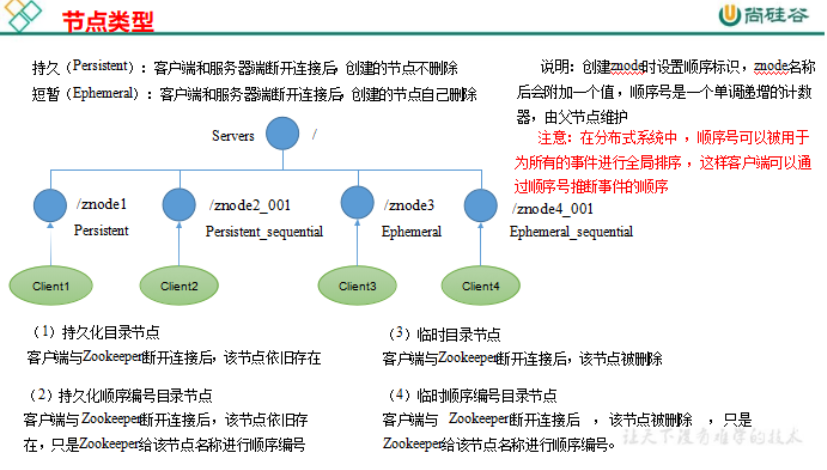 节点类型
尚硅谷
持久（Persistent）：客户端和服务器端断开连接后，创建的节点不删除
短暂（Ephemeral）：客户端和服务器端断开连接后，创建的节点自己删除
说明：创建znode时设置顺序标识，znode名称
后会附加一个值，顺序号是一个单调递增的计数
器，由父节点维护
注意：在分布式系统中，顺序号可以被用于
为所有的事件进行全局排序，这样客户端可以通
过顺序号推断事件的顺序
Servers
/
/znode1
Persistent
/znode2_001
Persistent_sequential
/znode3
Ephemeral
/znode4_001
Ephemeral_sequential
Client1
Client2
Client3
Client4
（1）持久化目录节点
客户端与Zookeeper断开连接后，该节点依旧存在
（2）持久化顺序编号目录节点
客户端与Zookeeper断开连接后，该节点依旧存
在，只是Zookeeper给该节点名称进行顺序编号
（3）临时目录节点
客户端与Zookeeper断开连接后，该节点被删除
（4）临时顺序编号目录节点
客户端与 Zookeeper断开连接后 ，该节点被删除 ，只是
Zookeeper给该节点名称进行顺序编号。
让天下没有难学的技术